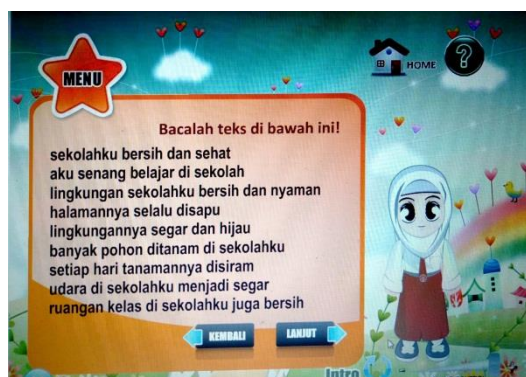 MENU
HOME
?
Bacalah teks di bawah ini!
sekolahku bersih dan sehat
aku senang belajar di sekolah
lingkungan sekolahku bersih dan nyaman
halamannya selalu disapu
lingkungannya segar dan hijau
banyak pohon ditanam di sekolahku
setiap hari tanamannya disiram
udara di sekolahku menjadi segar
ruangan kelas di sekolahku juga bersih
KEMBALI
LANJUT
Intro